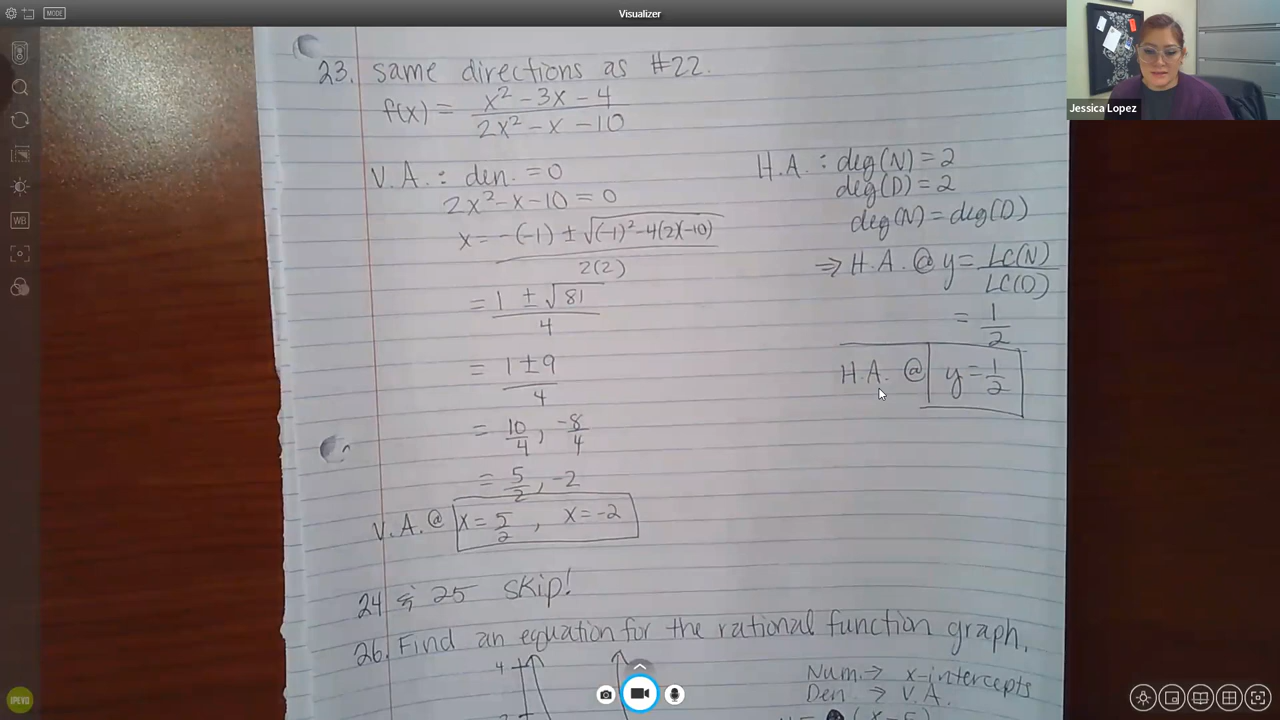 MODE
Visualizer
Jessica Lopez
23. same directions as #22.
f(x) = x² - 3x - 4 / 2x² - x - 10
V.A.: den. = 0
2x² - x - 10 = 0
x = -(-1) ± √(-1)² - 4(2)(-10) / 2(2)
= 1 ± √81 / 4
= 1 ± 9 / 4
= 10/4, -8/4
= 5/2, -2
V.A. @ x = 5/2, x = -2
H.A.: deg(N) = 2
deg(D) = 2
deg(N) = deg(D)
⇒ H.A. @ y = LC(N) / LC(D)
= 1/2
H.A. @ y = 1/2
24 & 25 skip!
26. Find an equation for the rational function graph.
4
Num. → x-intercepts
Den. → V.A.
WB
IPEVO